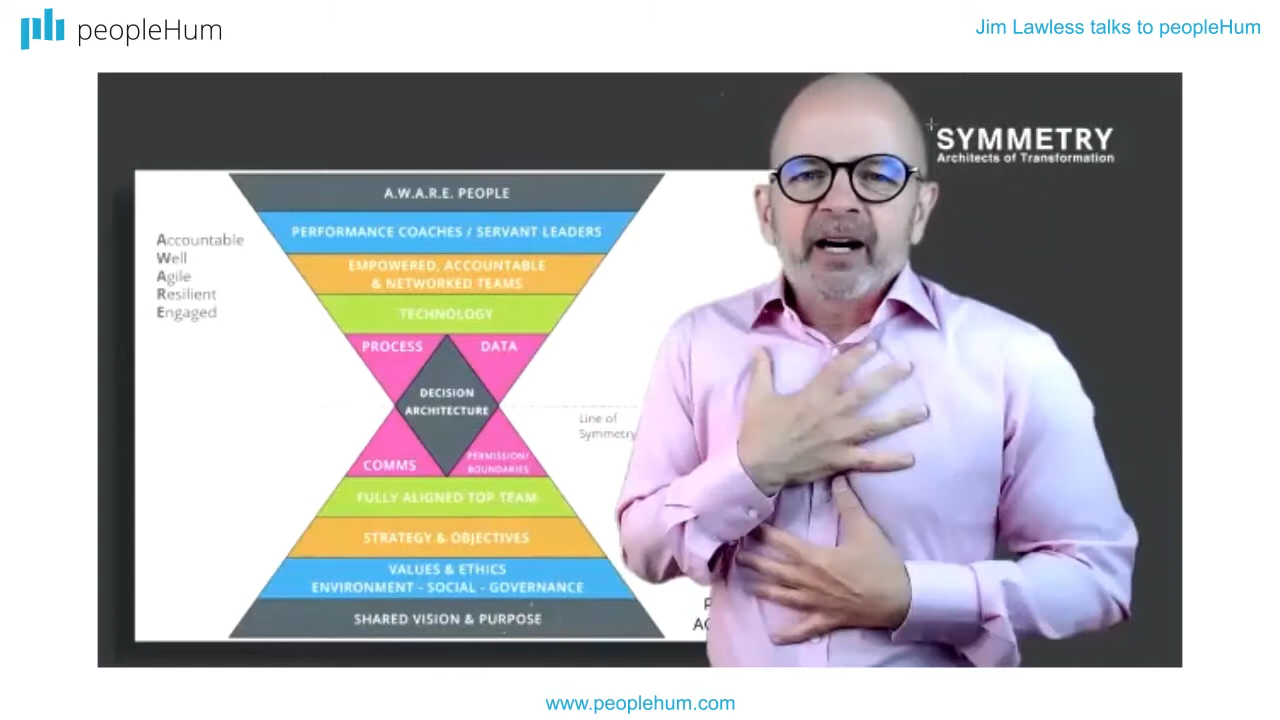 peopleHum
Jim Lawless talks to peopleHum
SYMMETRY
Architects of Transformation
A.W.A.R.E. PEOPLE
PERFORMANCE COACHES / SERVANT LEADERS
EMPOWERED, ACCOUNTABLE
& NETWORKED TEAMS
TECHNOLOGY
PROCESS
DATA
DECISION
ARCHITECTURE
COMMS
PERMISSION/
BOUNDARIES
FULLY ALIGNED TOP TEAM
STRATEGY & OBJECTIVES
VALUES & ETHICS
ENVIRONMENT - SOCIAL - GOVERNANCE
SHARED VISION & PURPOSE
Accountable
Well
Agile
Resilient
Engaged
Line of
Symmetry
www.peoplehum.com